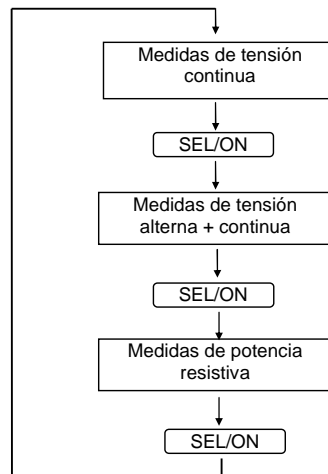 Medidas de tensión
continua
SEL/ON
Medidas de tensión
alterna + continua
SEL/ON
Medidas de potencia
resistiva
SEL/ON